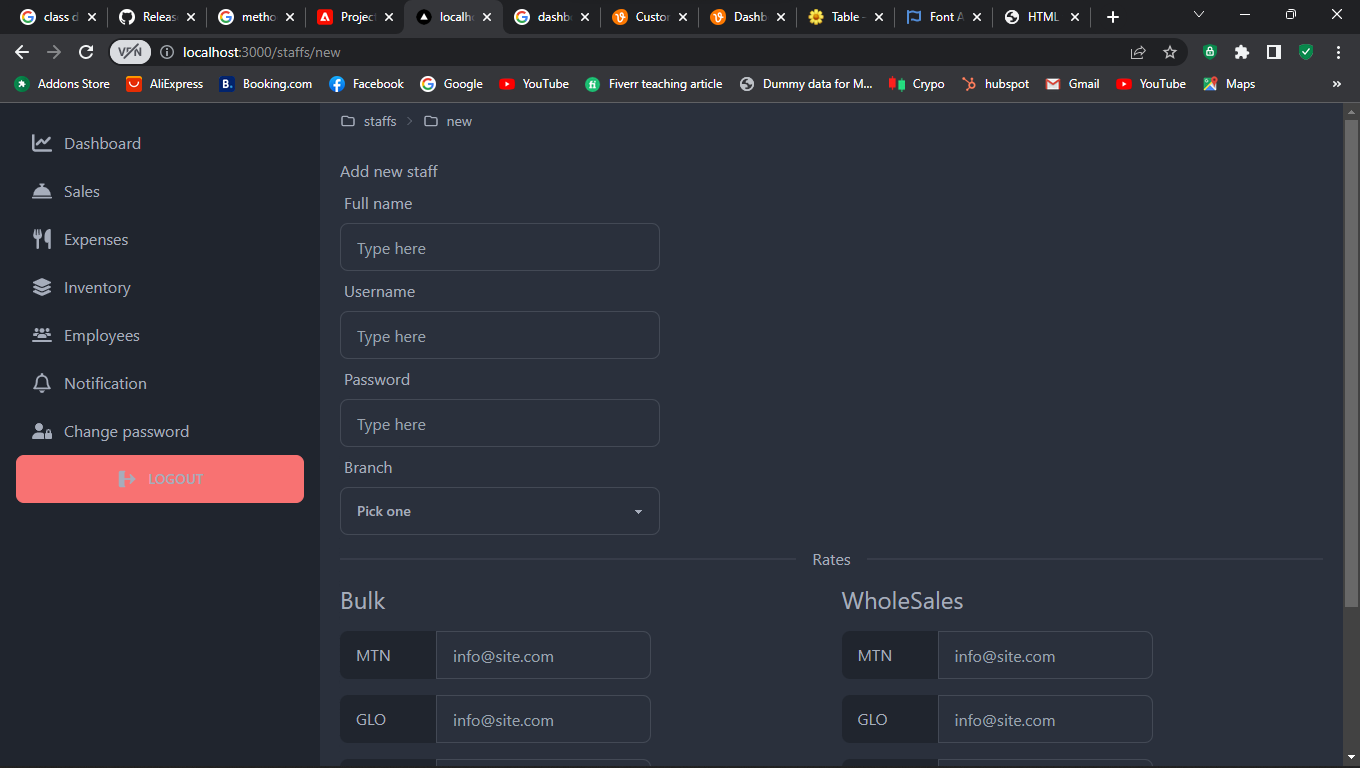 class d
Releas
metho
Project
localh
dashb
Custor
Dashb
Table -
Font A
HTML
VPN
localhost:3000/staffs/new
Addons Store
AliExpress
Booking.com
Facebook
Google
YouTube
Fiverr teaching article
Dummy data for M...
Crypo
hubspot
Gmail
YouTube
Maps
»
Dashboard
Sales
Expenses
Inventory
Employees
Notification
Change password
LOGOUT
staffs > new
Add new staff
Full name
Type here
Username
Type here
Password
Type here
Branch
Pick one
Rates
Bulk
MTN info@site.com
GLO info@site.com
WholeSales
MTN info@site.com
GLO info@site.com